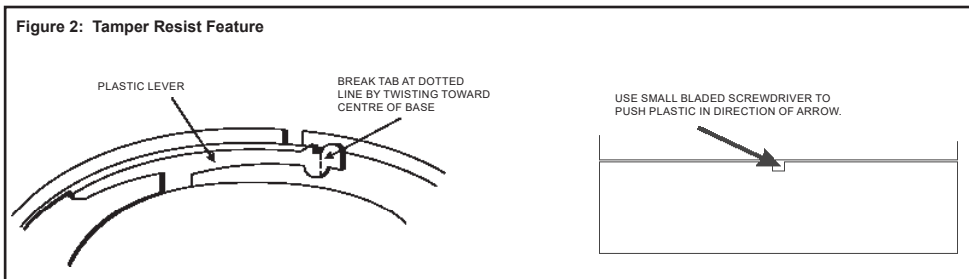 Figure 2: Tamper Resist Feature
PLASTIC LEVER
BREAK TAB AT DOTTED
LINE BY TWISTING TOWARD
CENTRE OF BASE
USE SMALL BLADED SCREWDRIVER TO
PUSH PLASTIC IN DIRECTION OF ARROW.